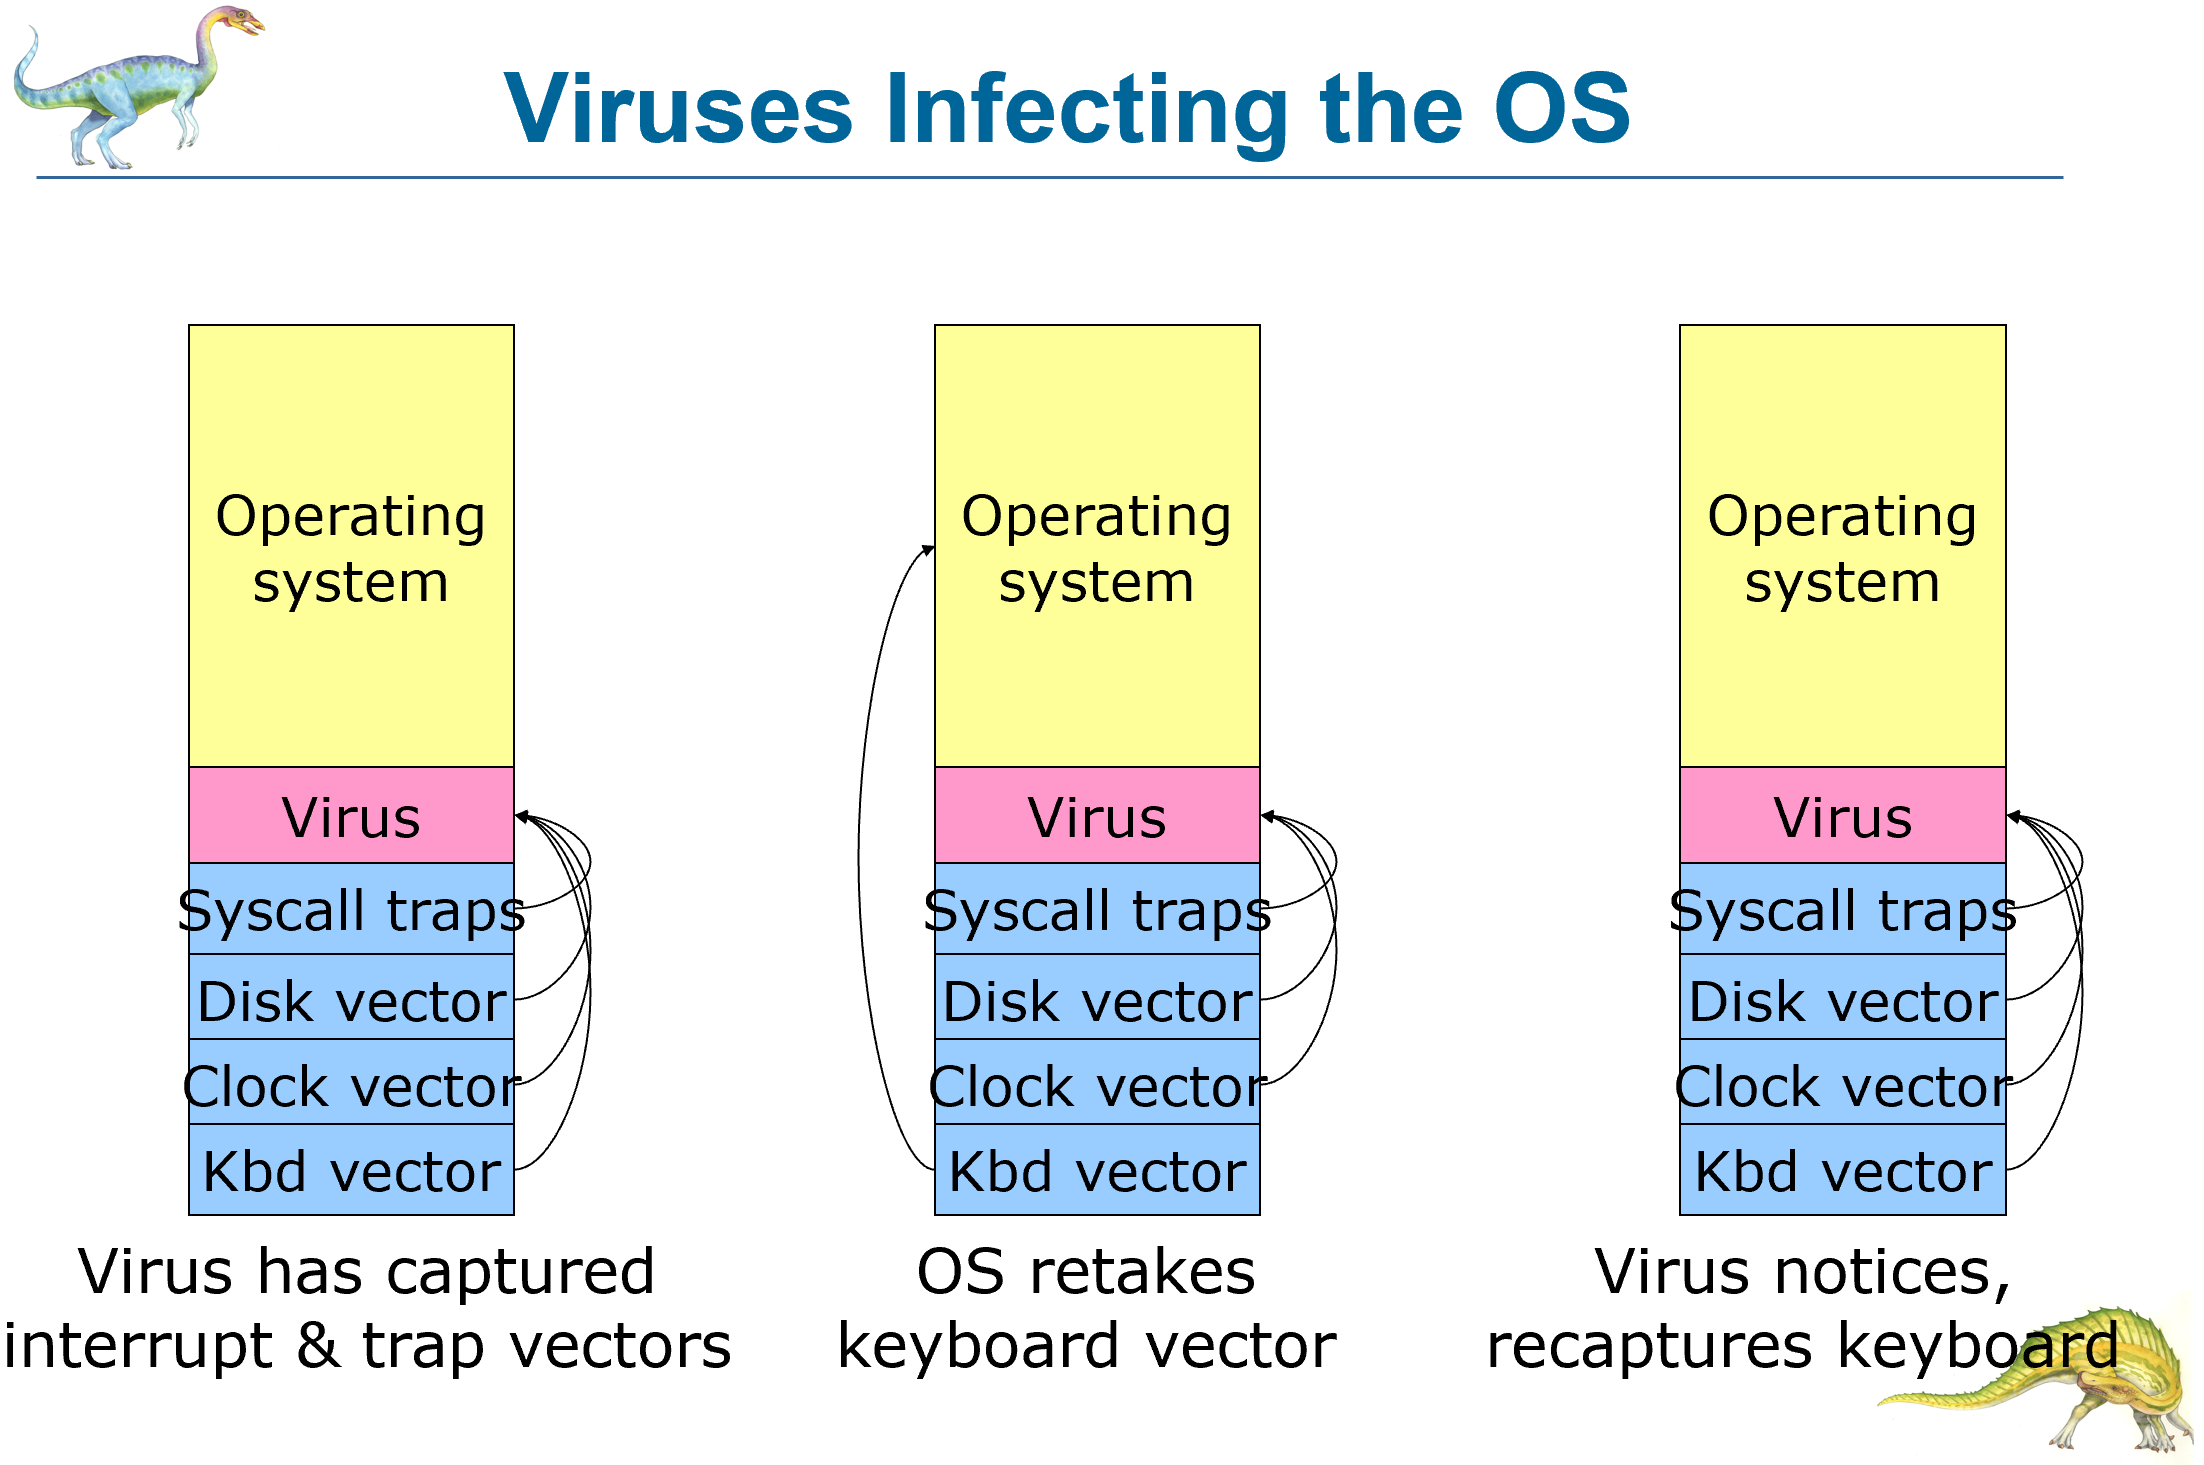 Viruses Infecting the OS
Operating
system
Virus
Syscall traps
Disk vector
Clock vector
Kbd vector
Virus has captured
interrupt & trap vectors
Operating
system
Virus
Syscall traps
Disk vector
Clock vector
Kbd vector
OS retakes
keyboard vector
Operating
system
Virus
Syscall traps
Disk vector
Clock vector
Kbd vector
Virus notices,
recaptures keyboard